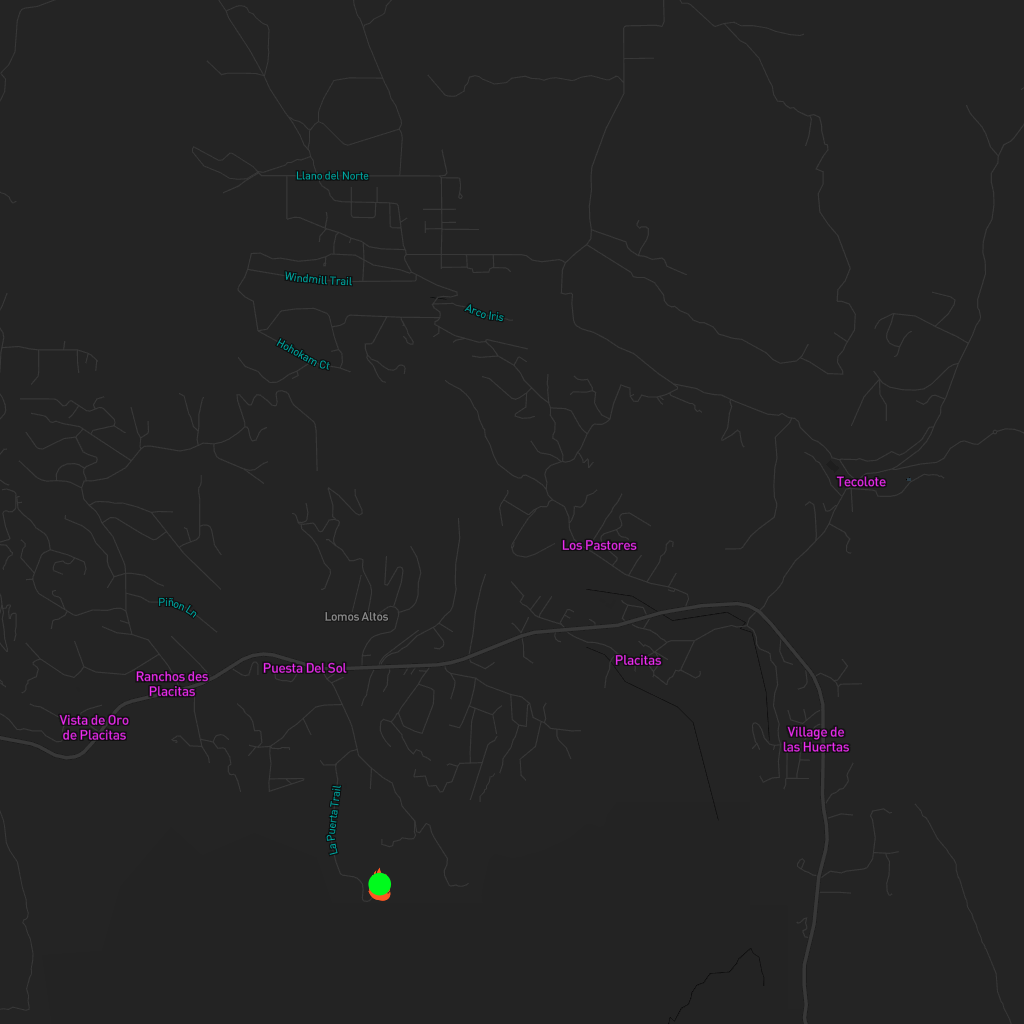 Llano del Norte
Windmill Trail
Arco Iris
Hohokam Ct
Tecolote
Los Pastores
Piñon Ln
Lomos Altos
Placitas
Puesta Del Sol
Ranchos des
Placitas
Vista de Oro
de Placitas
Village de
las Huertas
La Puerta Trail